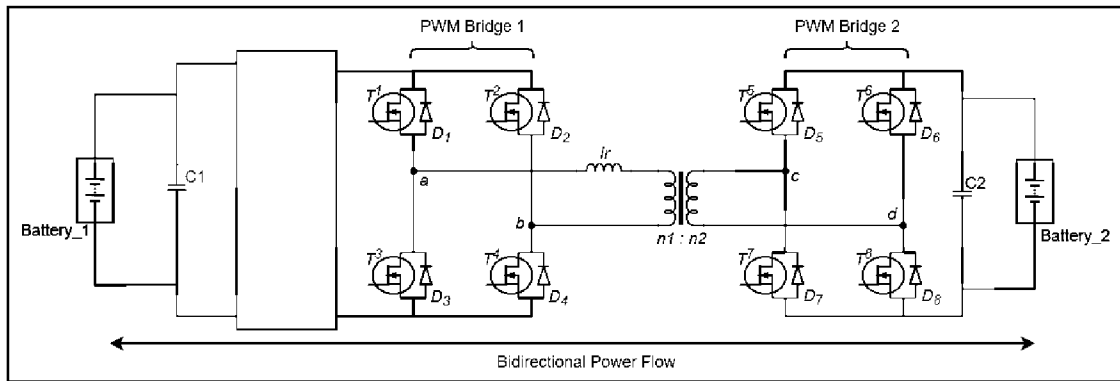 PWM Bridge 1 PWM Bridge 2
T1 T2 T5 T6
D1 D2 D5 D6
lr
C1 a c C2
b d
Battery_1 n1 : n2 Battery_2
T3 T4 T7 T8
D3 D4 D7 D8
Bidirectional Power Flow